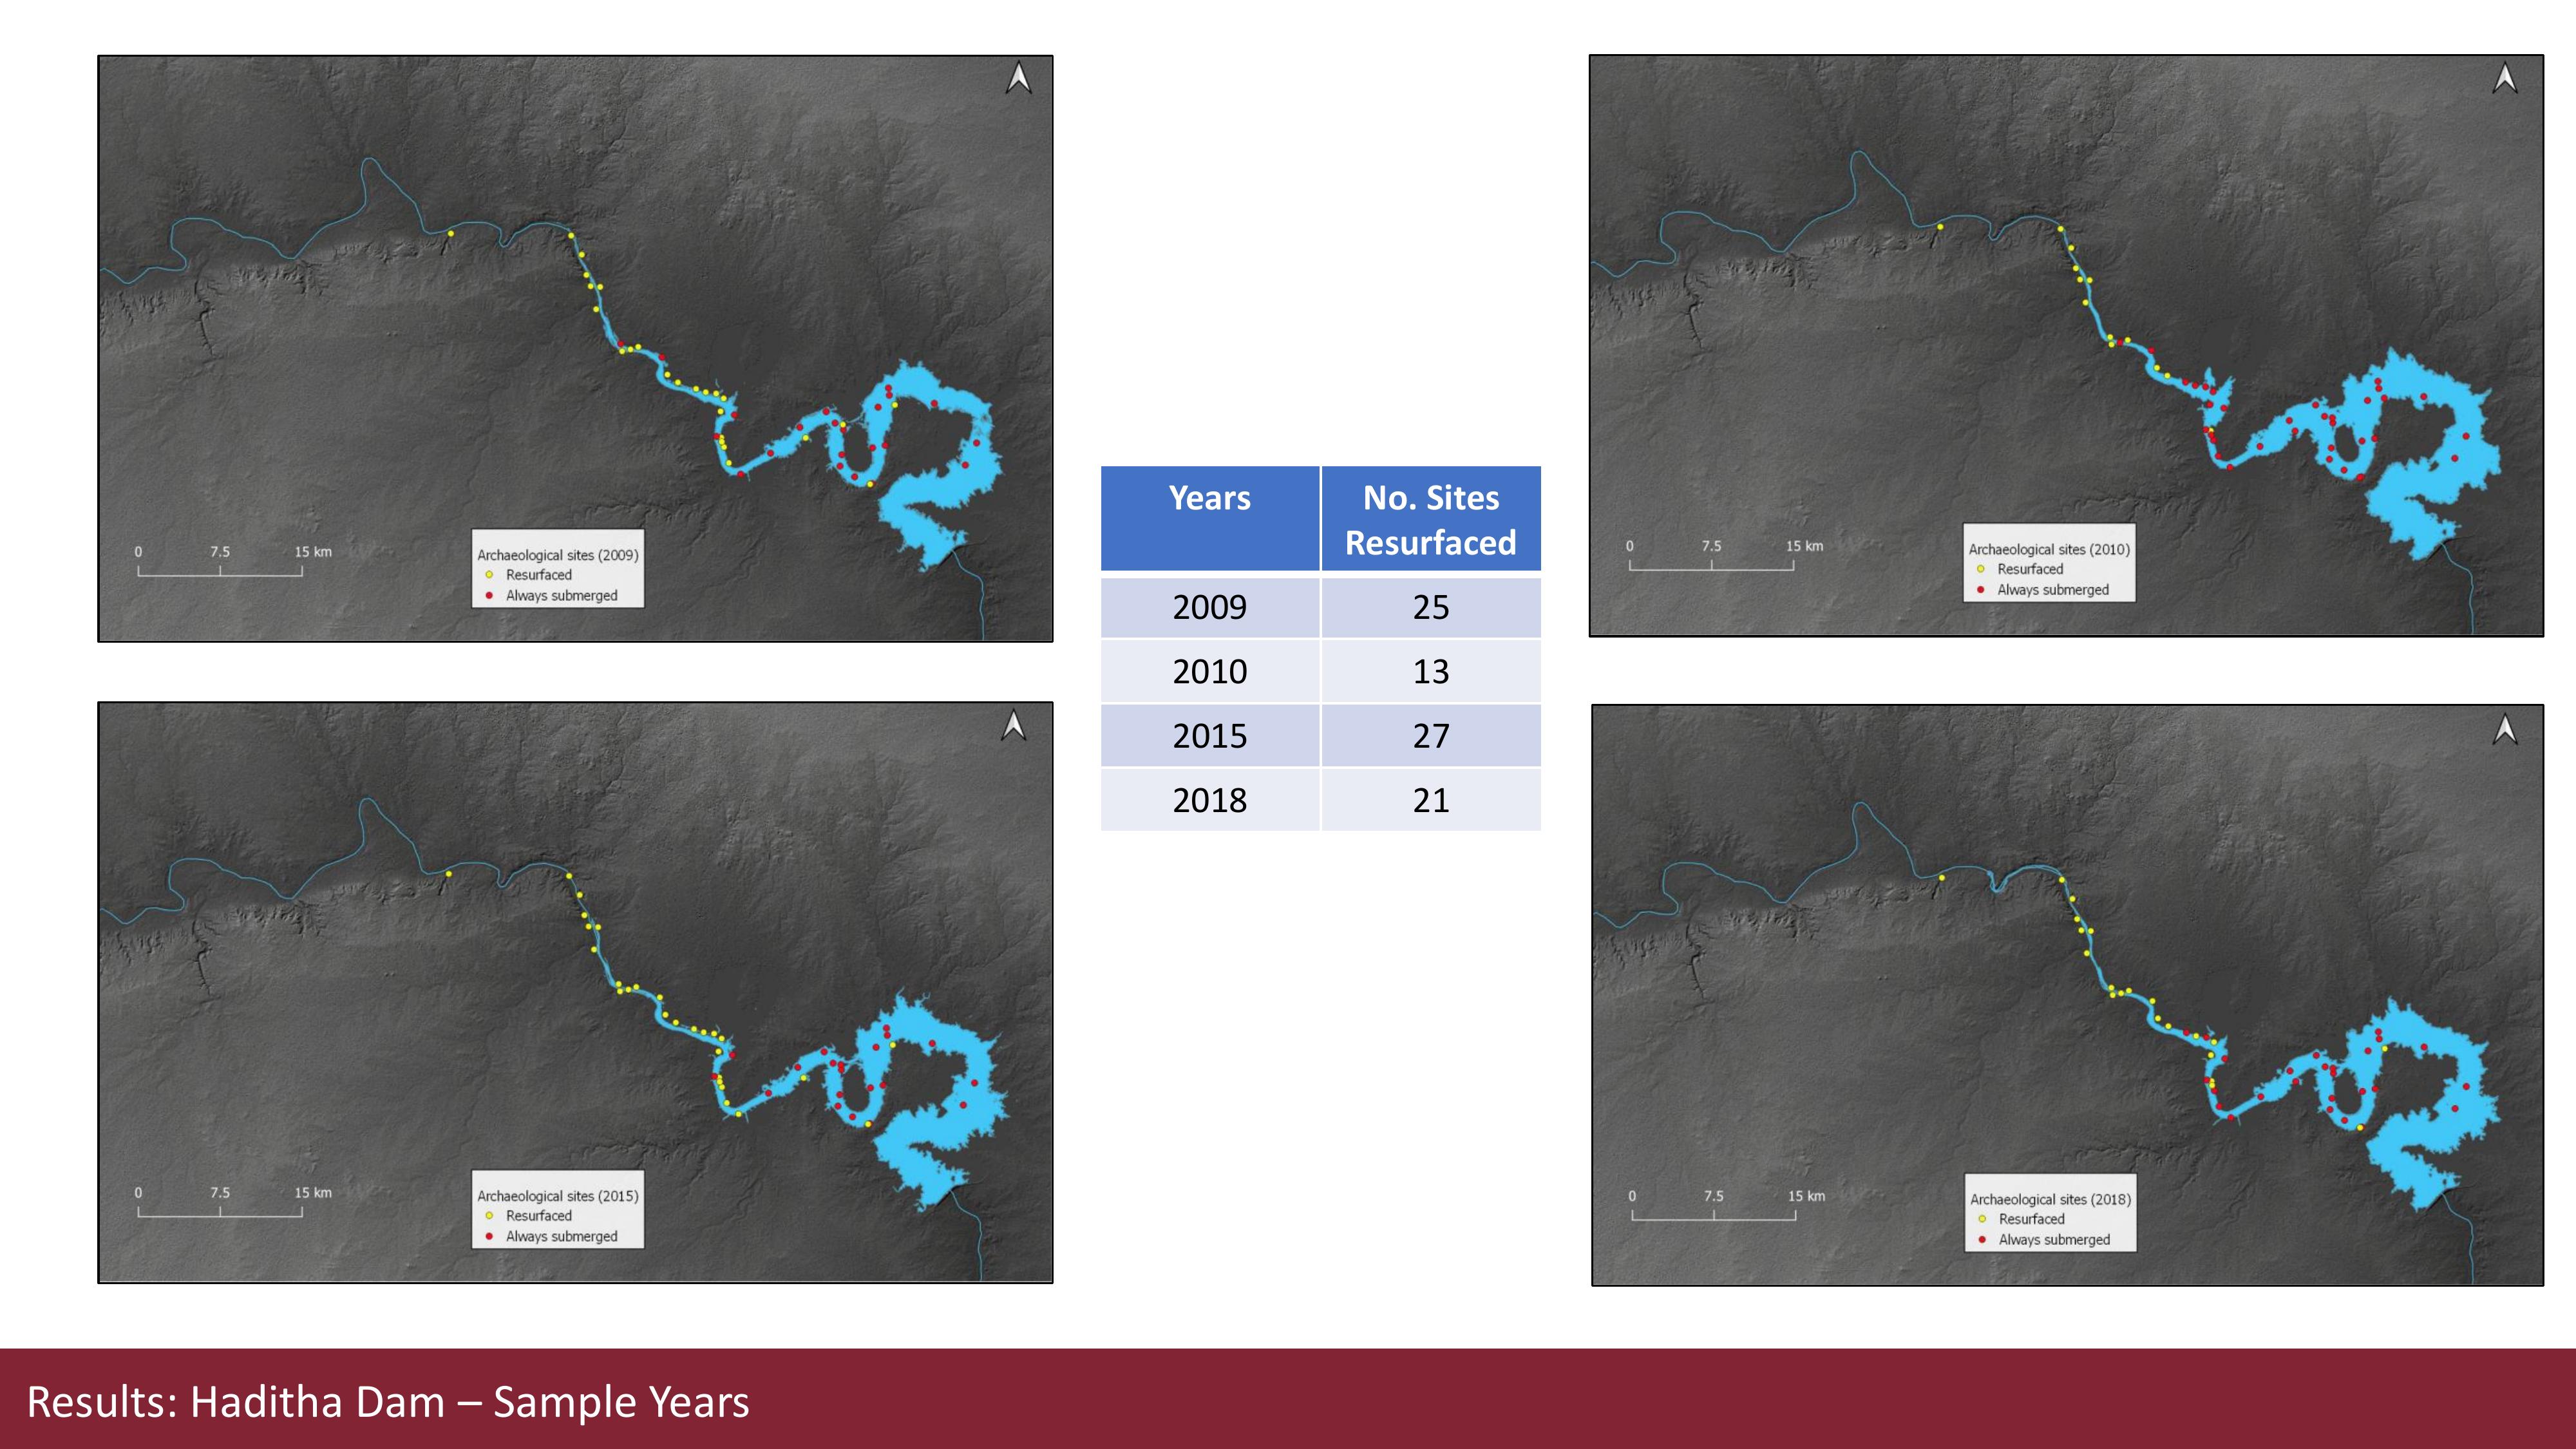 0 7.5 15 km
Archaeological sites (2009)
Resurfaced
Always submerged
0 7.5 15 km
Archaeological sites (2010)
Resurfaced
Always submerged
Years No. Sites
Resurfaced
2009 25
2010 13
2015 27
2018 21
0 7.5 15 km
Archaeological sites (2015)
Resurfaced
Always submerged
0 7.5 15 km
Archaeological sites (2018)
Resurfaced
Always submerged
Results: Haditha Dam – Sample Years